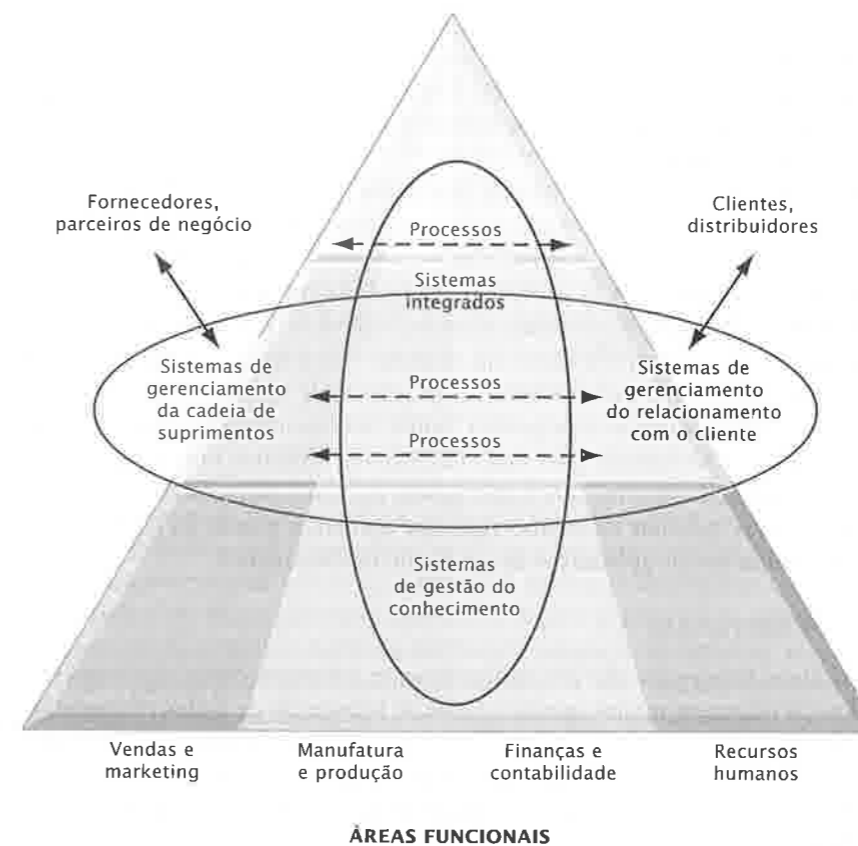 Fornecedores,
parceiros de negócio
Clientes,
distribuidores
Processos
Sistemas
integrados
Sistemas de
gerenciamento
da cadeia de
suprimentos
Processos
Processos
Sistemas de
gerenciamento
do relacionamento
com o cliente
Sistemas
de gestão do
conhecimento
Vendas e
marketing
Manufatura
e produção
Finanças e
contabilidade
Recursos
humanos
ÁREAS FUNCIONAIS